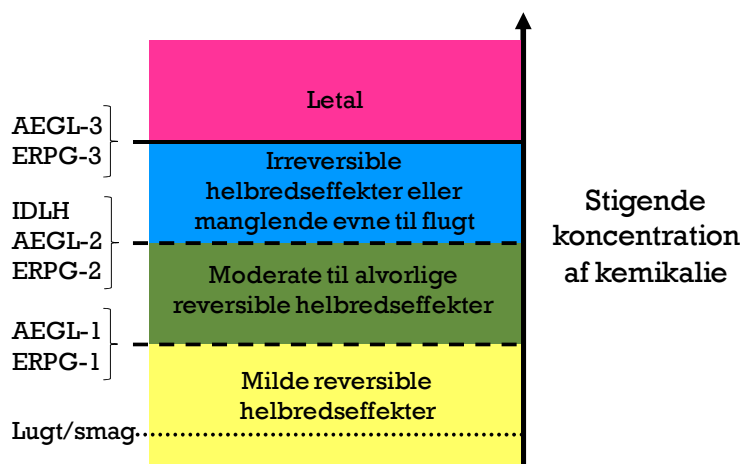 Letal
AEGL-3
ERPG-3
Irreversible
helbredseffekter eller
manglende evne til flugt
IDLH
AEGL-2
ERPG-2
Moderate til alvorlige
reversible helbredseffekter
AEGL-1
ERPG-1
Milde reversible
helbredseffekter
Lugt/smag
Stigende
koncentration
af kemikalie